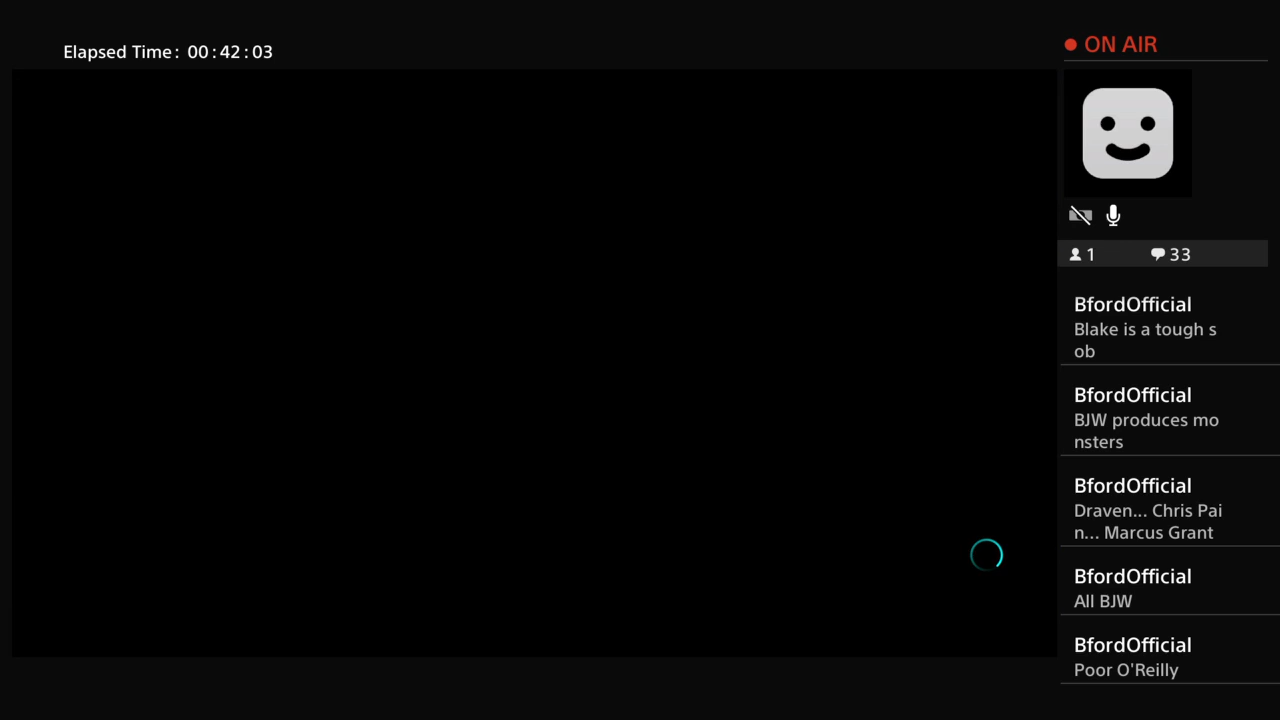 Elapsed Time: 00:42:03
ON AIR
1 33
BfordOfficial
Blake is a tough s
ob
BfordOfficial
BJW produces mo
nsters
BfordOfficial
Draven... Chris Pai
n... Marcus Grant
BfordOfficial
All BJW
BfordOfficial
Poor O'Reilly